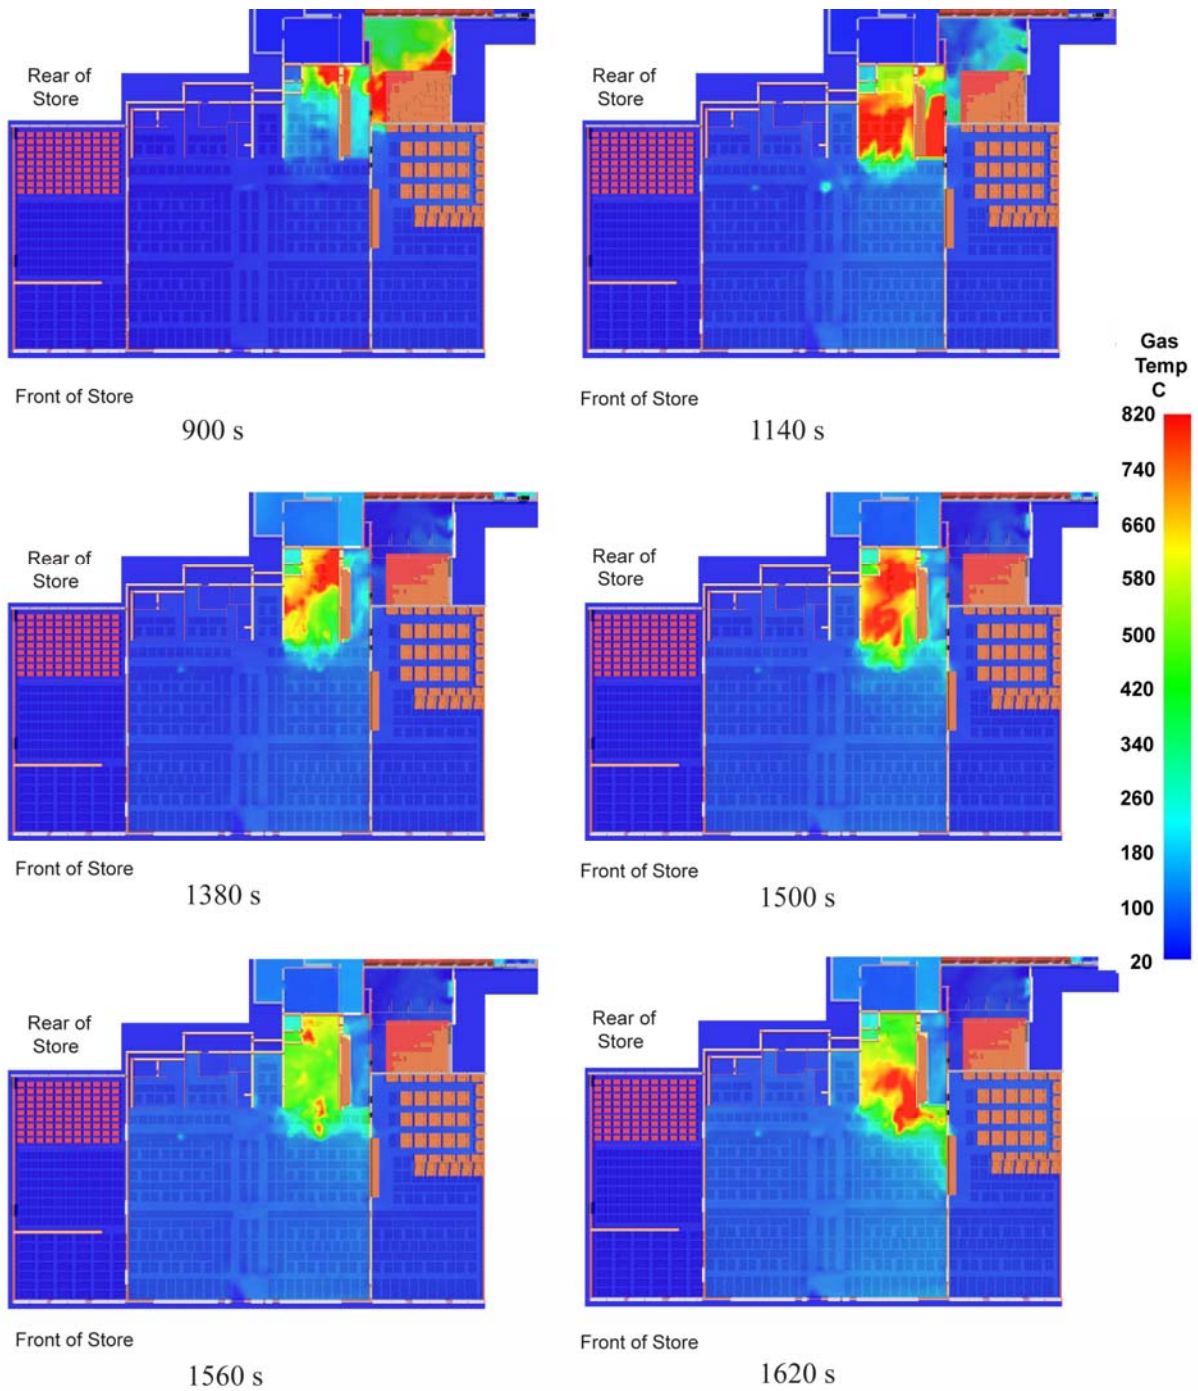 Rear of
Store
Rear of
Store
Front of Store
900 s
Front of Store
1140 s
Gas
Temp
C
820
740
660
580
500
420
340
260
180
100
20
Rear of
Store
Rear of
Store
Front of Store
1380 s
Front of Store
1500 s
Rear of
Store
Rear of
Store
Front of Store
1560 s
Front of Store
1620 s